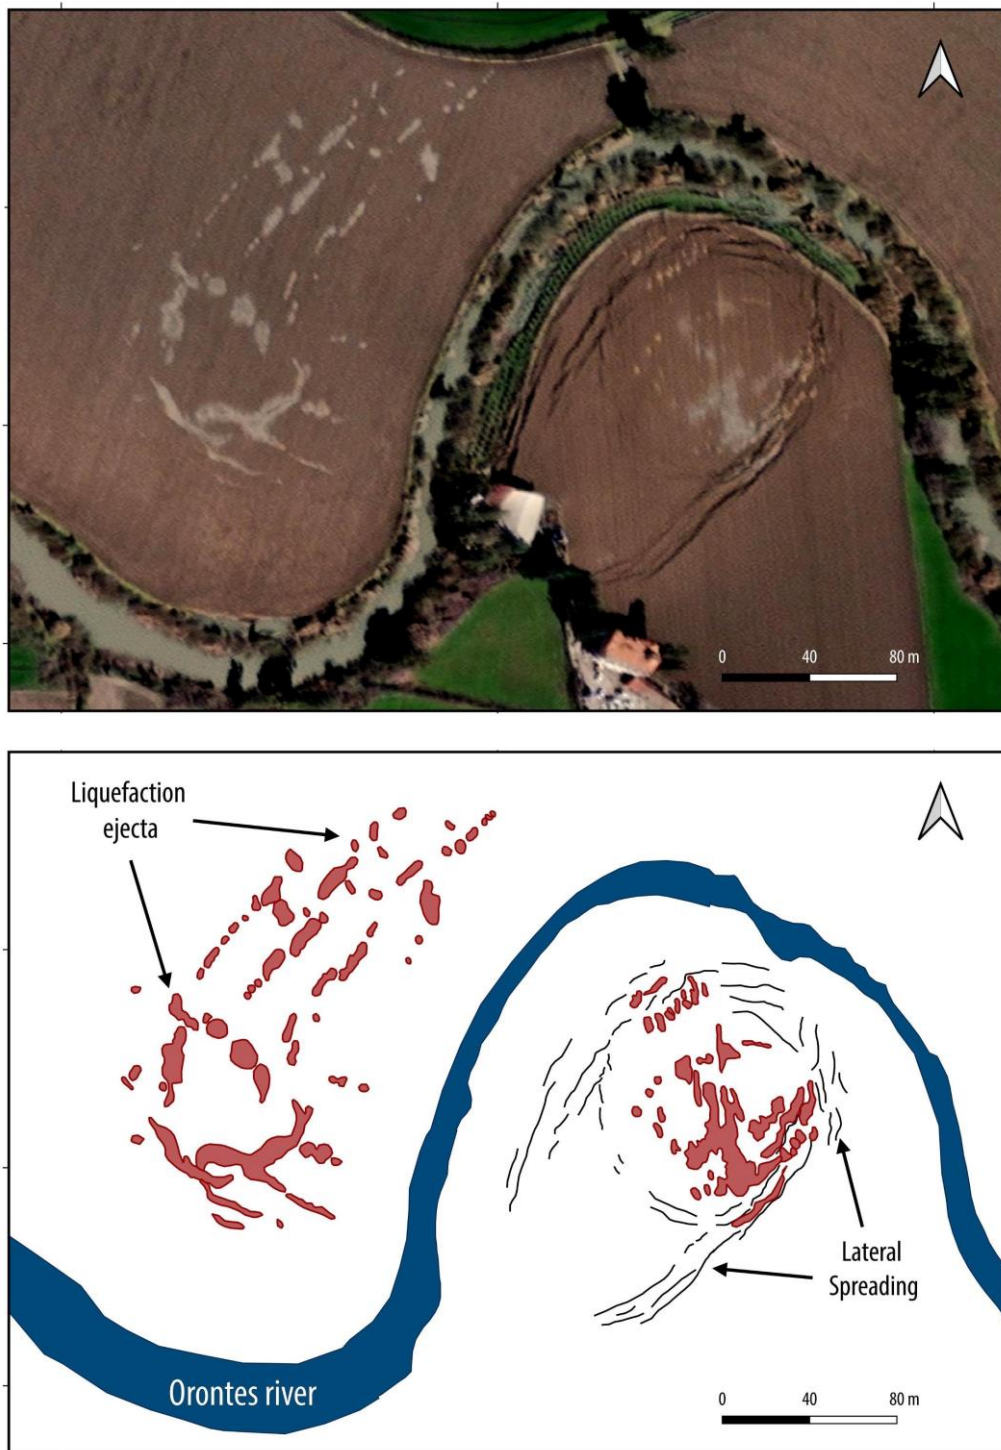 0 40 80 m
Liquefaction
ejecta
Lateral
Spreading
Orontes river
0 40 80 m